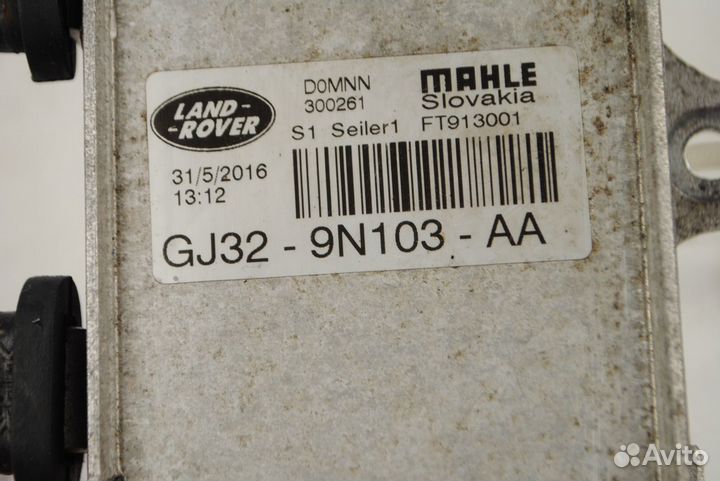 LAND-
-ROVER
D0MNN
300261
MAHLE
Slovakia
S1 Seiler1 FT913001
31/5/2016
13:12
GJ32 - 9N103 - AA
Avito